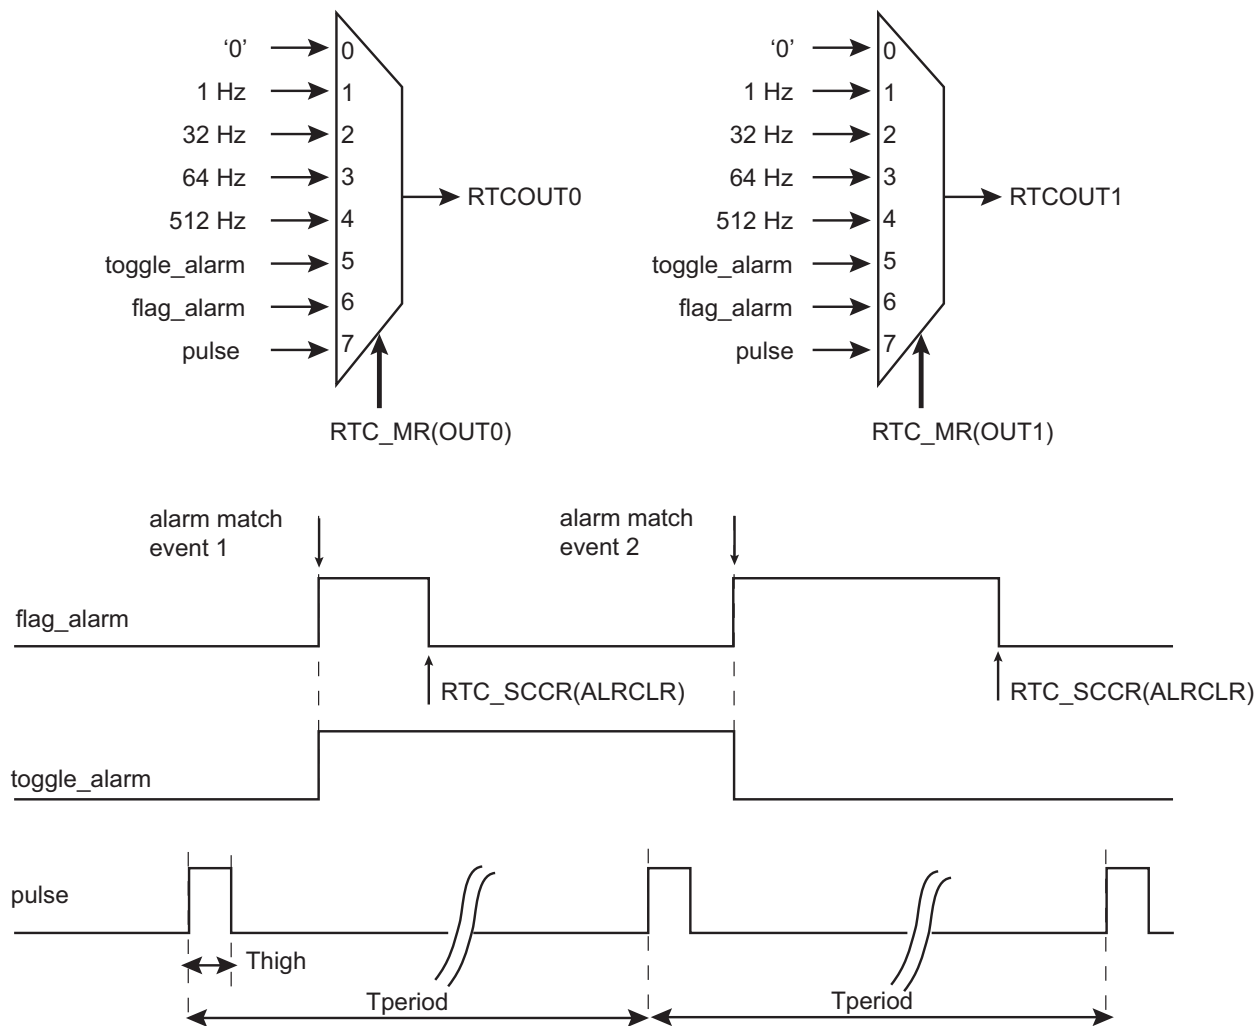 ‘0’
0
1 Hz
1
32 Hz
2
64 Hz
3
512 Hz
4
toggle_alarm
5
flag_alarm
6
pulse
7
RTCOUT0
RTC_MR(OUT0)
‘0’
0
1 Hz
1
32 Hz
2
64 Hz
3
512 Hz
4
toggle_alarm
5
flag_alarm
6
pulse
7
RTCOUT1
RTC_MR(OUT1)
alarm match
event 1
alarm match
event 2
flag_alarm
RTC_SCCR(ALRCLR)
RTC_SCCR(ALRCLR)
toggle_alarm
pulse
Thigh
Tperiod
Tperiod